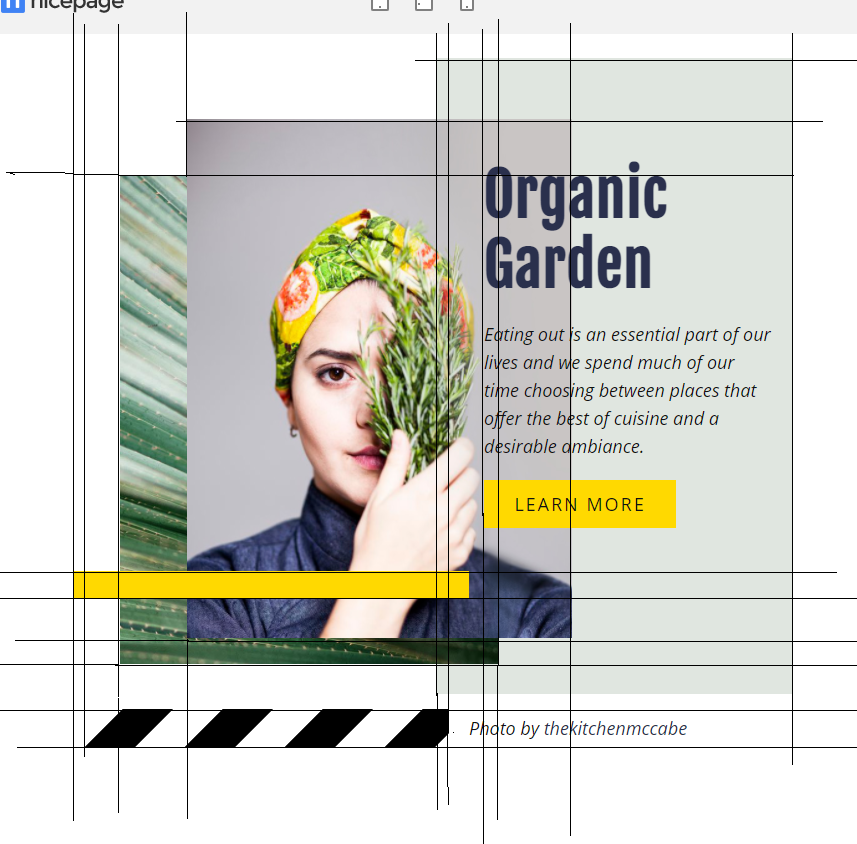 nicepage
Organic
Garden
Eating out is an essential part of our
lives and we spend much of our
time choosing between places that
offer the best of cuisine and a
desirable ambiance.
LEARN MORE
Photo by thekitchenmccabe